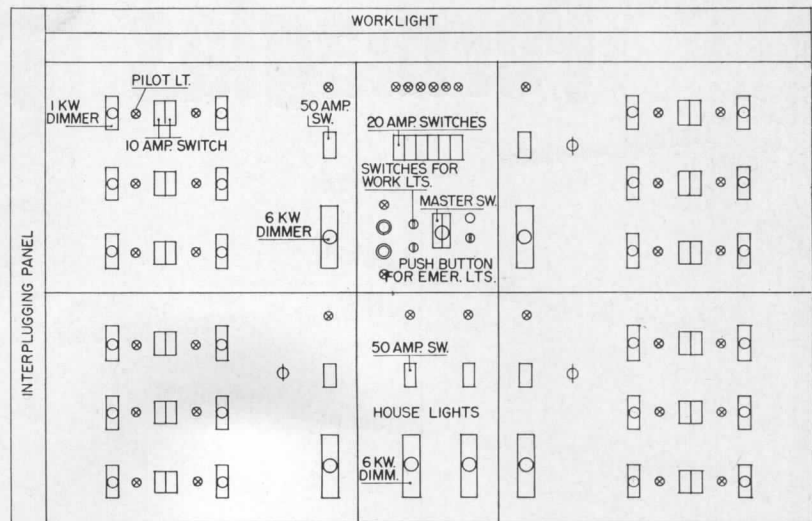 WORKLIGHT
PILOT LT.
1 KW
DIMMER
10 AMP. SWITCH
50 AMP.
SW.
20 AMP. SWITCHES
SWITCHES FOR
WORK LTS.
MASTER SW.
6 KW
DIMMER
PUSH BUTTON
FOR EMER. LTS.
INTERPLUGGING PANEL
50 AMP. SW.
HOUSE LIGHTS
6 KW.
DIMM.